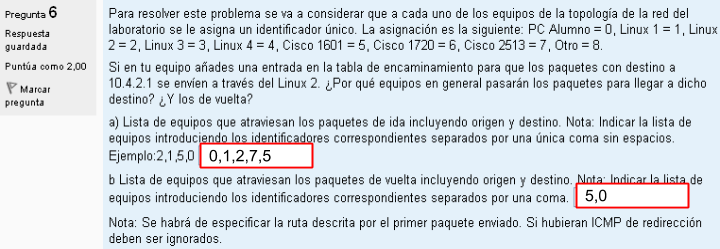 Pregunta 6
Respuesta
guardada
Puntúa como 2,00
Marcar
pregunta
Para resolver este problema se va a considerar que a cada uno de los equipos de la topología de la red del
laboratorio se le asigna un identificador único. La asignación es la siguiente: PC Alumno = 0, Linux 1 = 1, Linux
2 = 2, Linux 3 = 3, Linux 4 = 4, Cisco 1601 = 5, Cisco 1720 = 6, Cisco 2513 = 7, Otro = 8.
Si en tu equipo añades una entrada en la tabla de encaminamiento para que los paquetes con destino a
10.4.2.1 se envíen a través del Linux 2. ¿Por qué equipos en general pasarán los paquetes para llegar a dicho
destino? ¿Y los de vuelta?
a) Lista de equipos que atraviesan los paquetes de ida incluyendo origen y destino. Nota: Indicar la lista de
equipos introduciendo los identificadores correspondientes separados por una única coma sin espacios.
Ejemplo:2,1,5,0 0,1,2,7,5
b Lista de equipos que atraviesan los paquetes de vuelta incluyendo origen y destino. Nota: Indicar la lista de
equipos introduciendo los identificadores correspondientes separados por una coma. 5,0
Nota: Se habrá de especificar la ruta descrita por el primer paquete enviado. Si hubieran ICMP de redirección
deben ser ignorados.